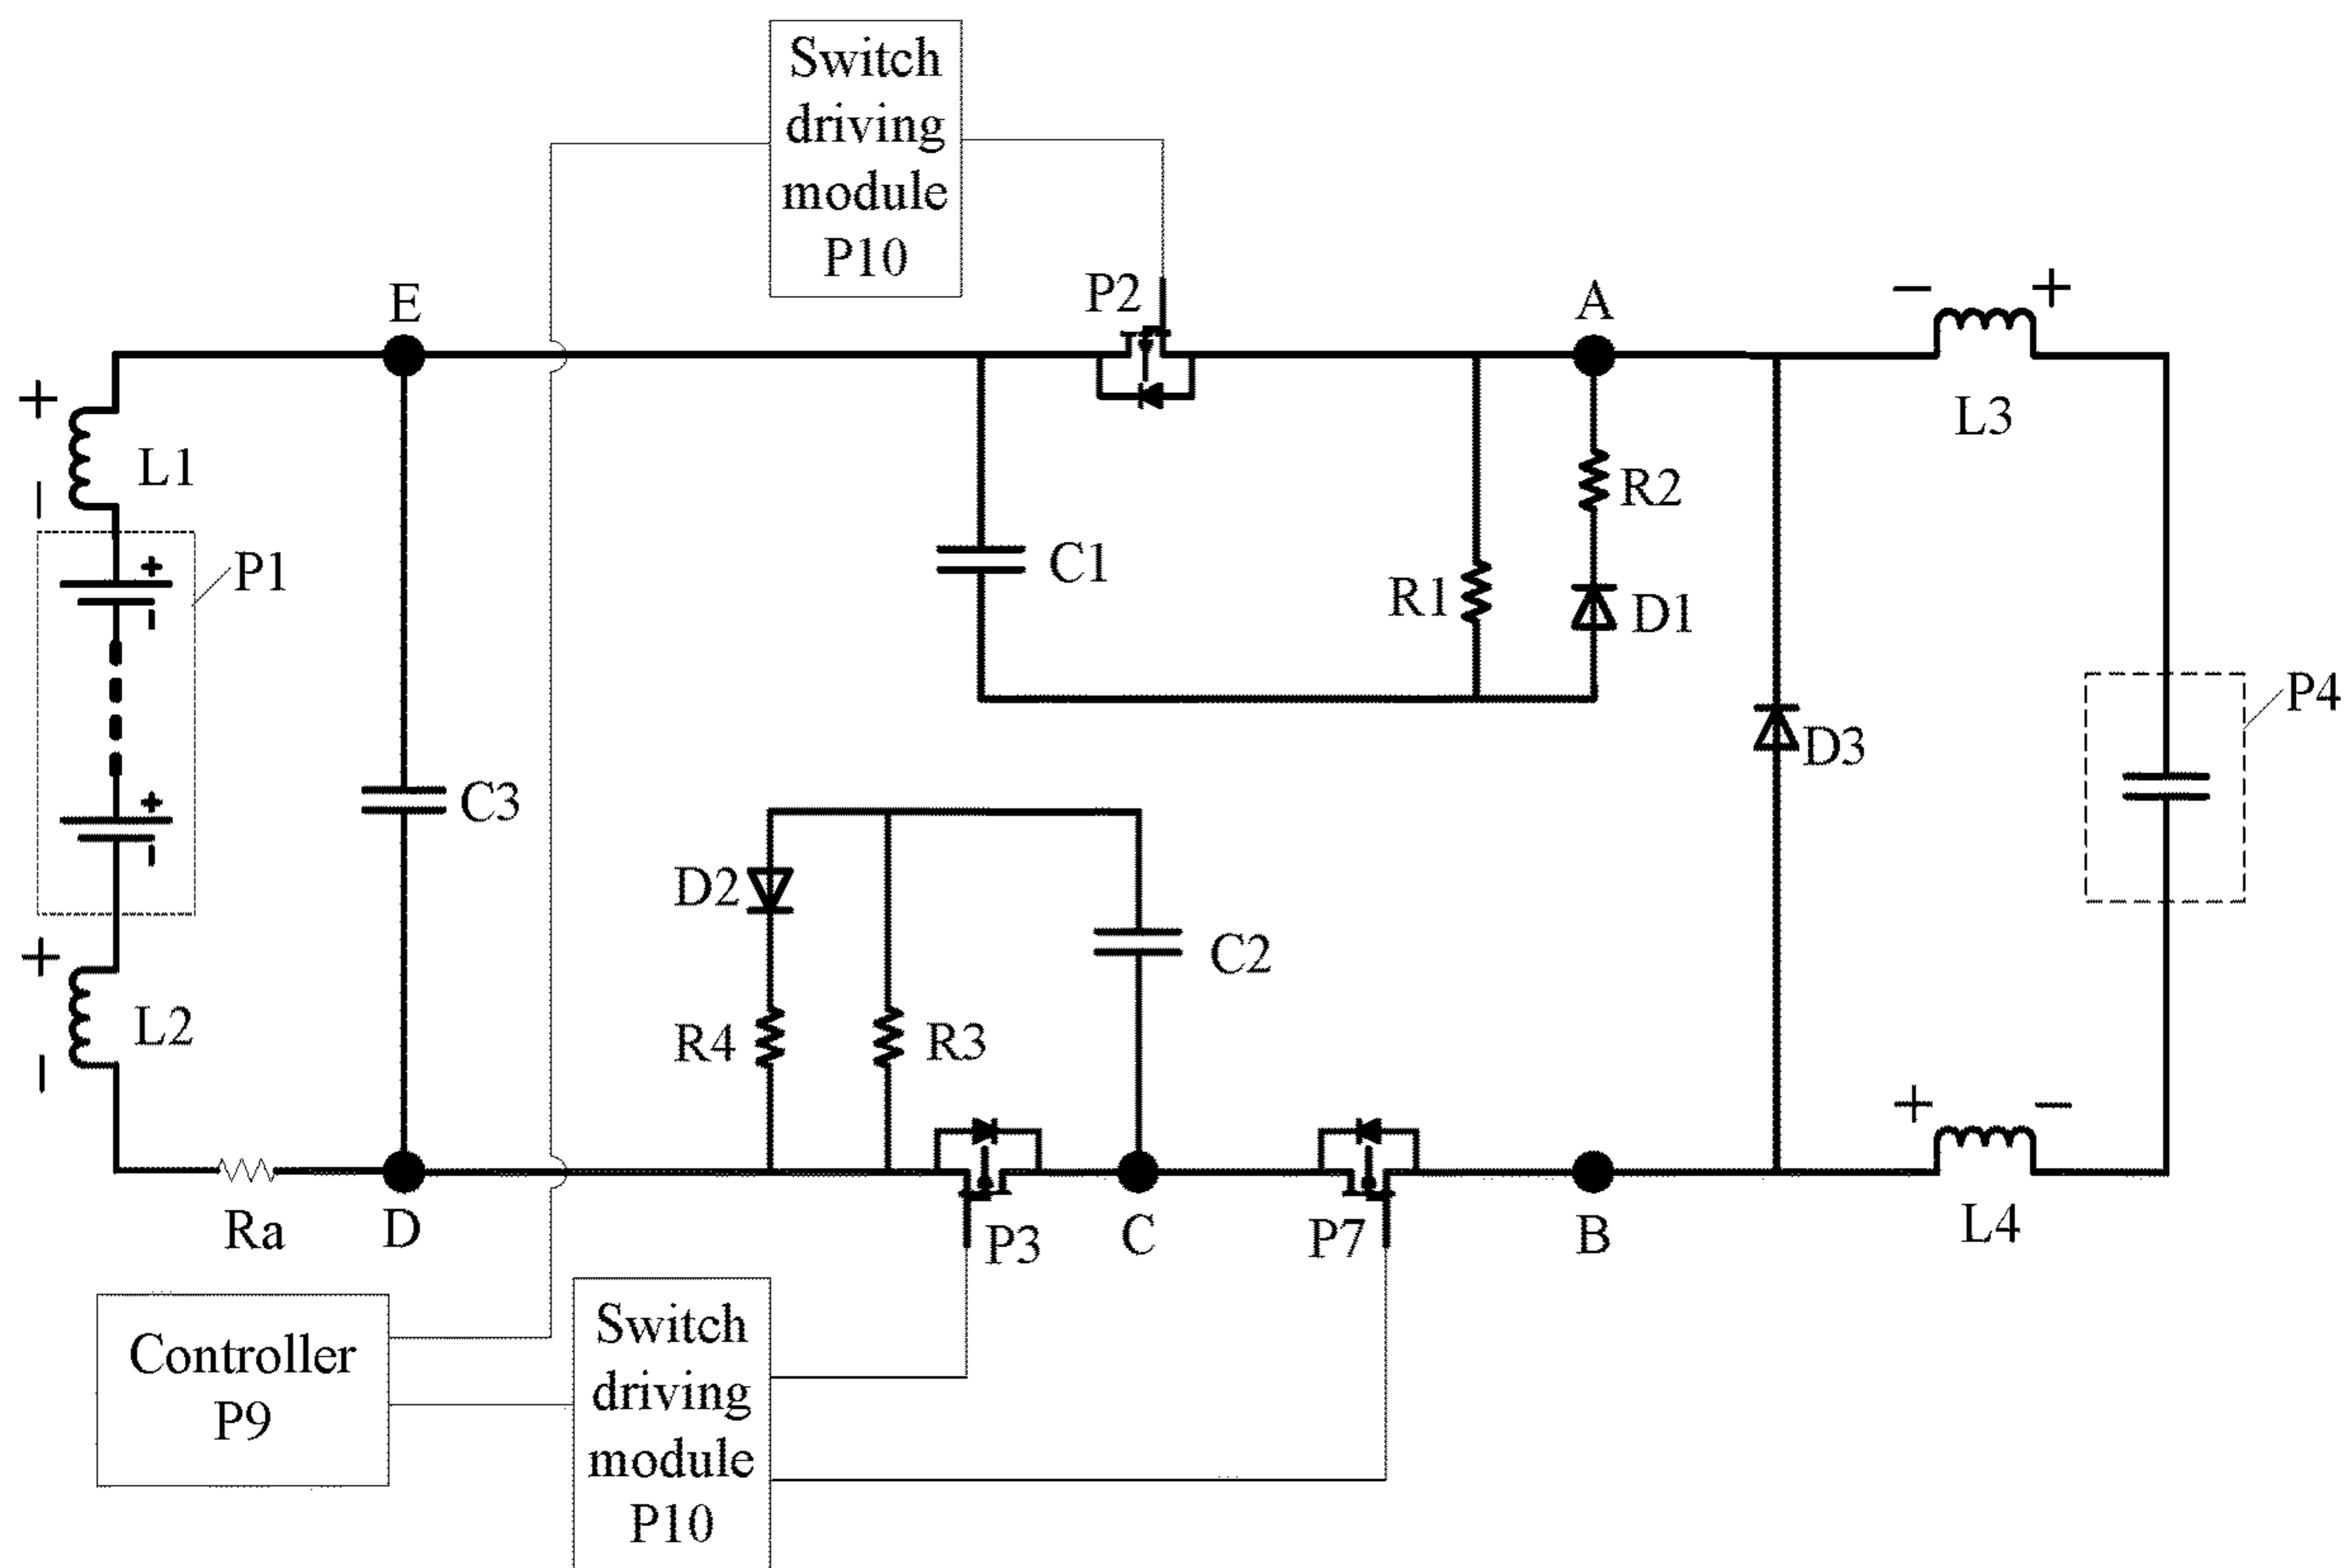 Switch
driving
module
P10
P2
E
A
− +
+
L1
−
L3
P1
+
−
C1
R2
R1
D1
P4
D3
C3
+
−
D2
C2
+
L2
−
R4
R3
+ −
Ra
D
P3
C
P7
B
L4
Controller
P9
Switch
driving
module
P10